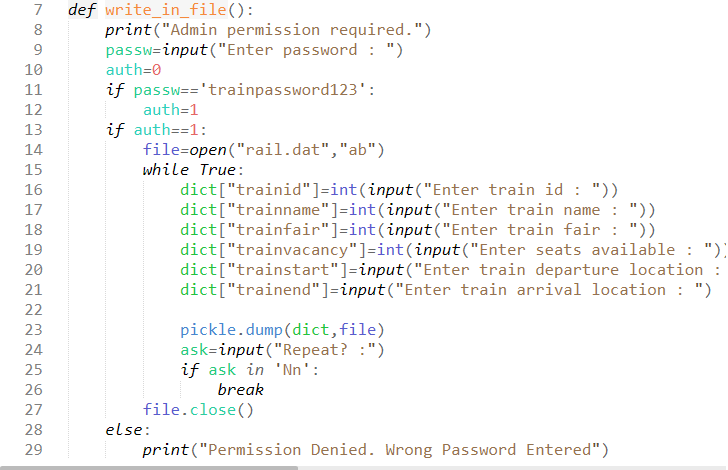 7 def write_in_file():
8 print("Admin permission required.")
9 passw=input("Enter password : ")
10 auth=0
11 if passw=='trainpassword123':
12 auth=1
13 if auth==1:
14 file=open("rail.dat","ab")
15 while True:
16 dict["trainid"]=int(input("Enter train id : "))
17 dict["trainname"]=int(input("Enter train name : "))
18 dict["trainfair"]=int(input("Enter train fair : "))
19 dict["trainvacancy"]=int(input("Enter seats available : "))
20 dict["trainstart"]=input("Enter train departure location :
21 dict["trainend"]=input("Enter train arrival location : ")
22
23 pickle.dump(dict,file)
24 ask=input("Repeat? :")
25 if ask in 'Nn':
26 break
27 file.close()
28 else:
29 print("Permission Denied. Wrong Password Entered")